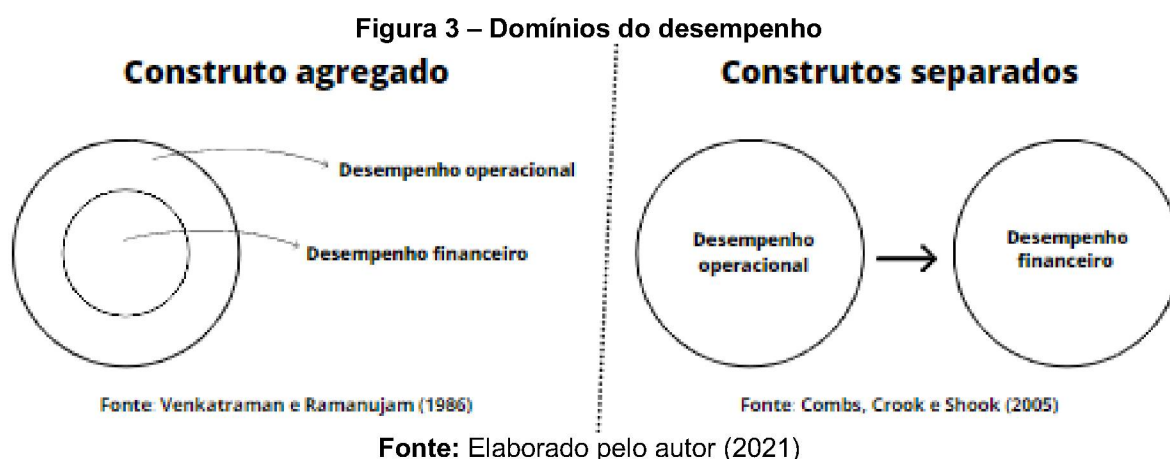 Figura 3 – Domínios do desempenho
Construto agregado
Desempenho operacional
Desempenho financeiro
Fonte: Venkatraman e Ramanujam (1986)
Construtos separados
Desempenho
operacional
Desempenho
financeiro
Fonte: Combs, Crook e Shook (2005)
Fonte: Elaborado pelo autor (2021)